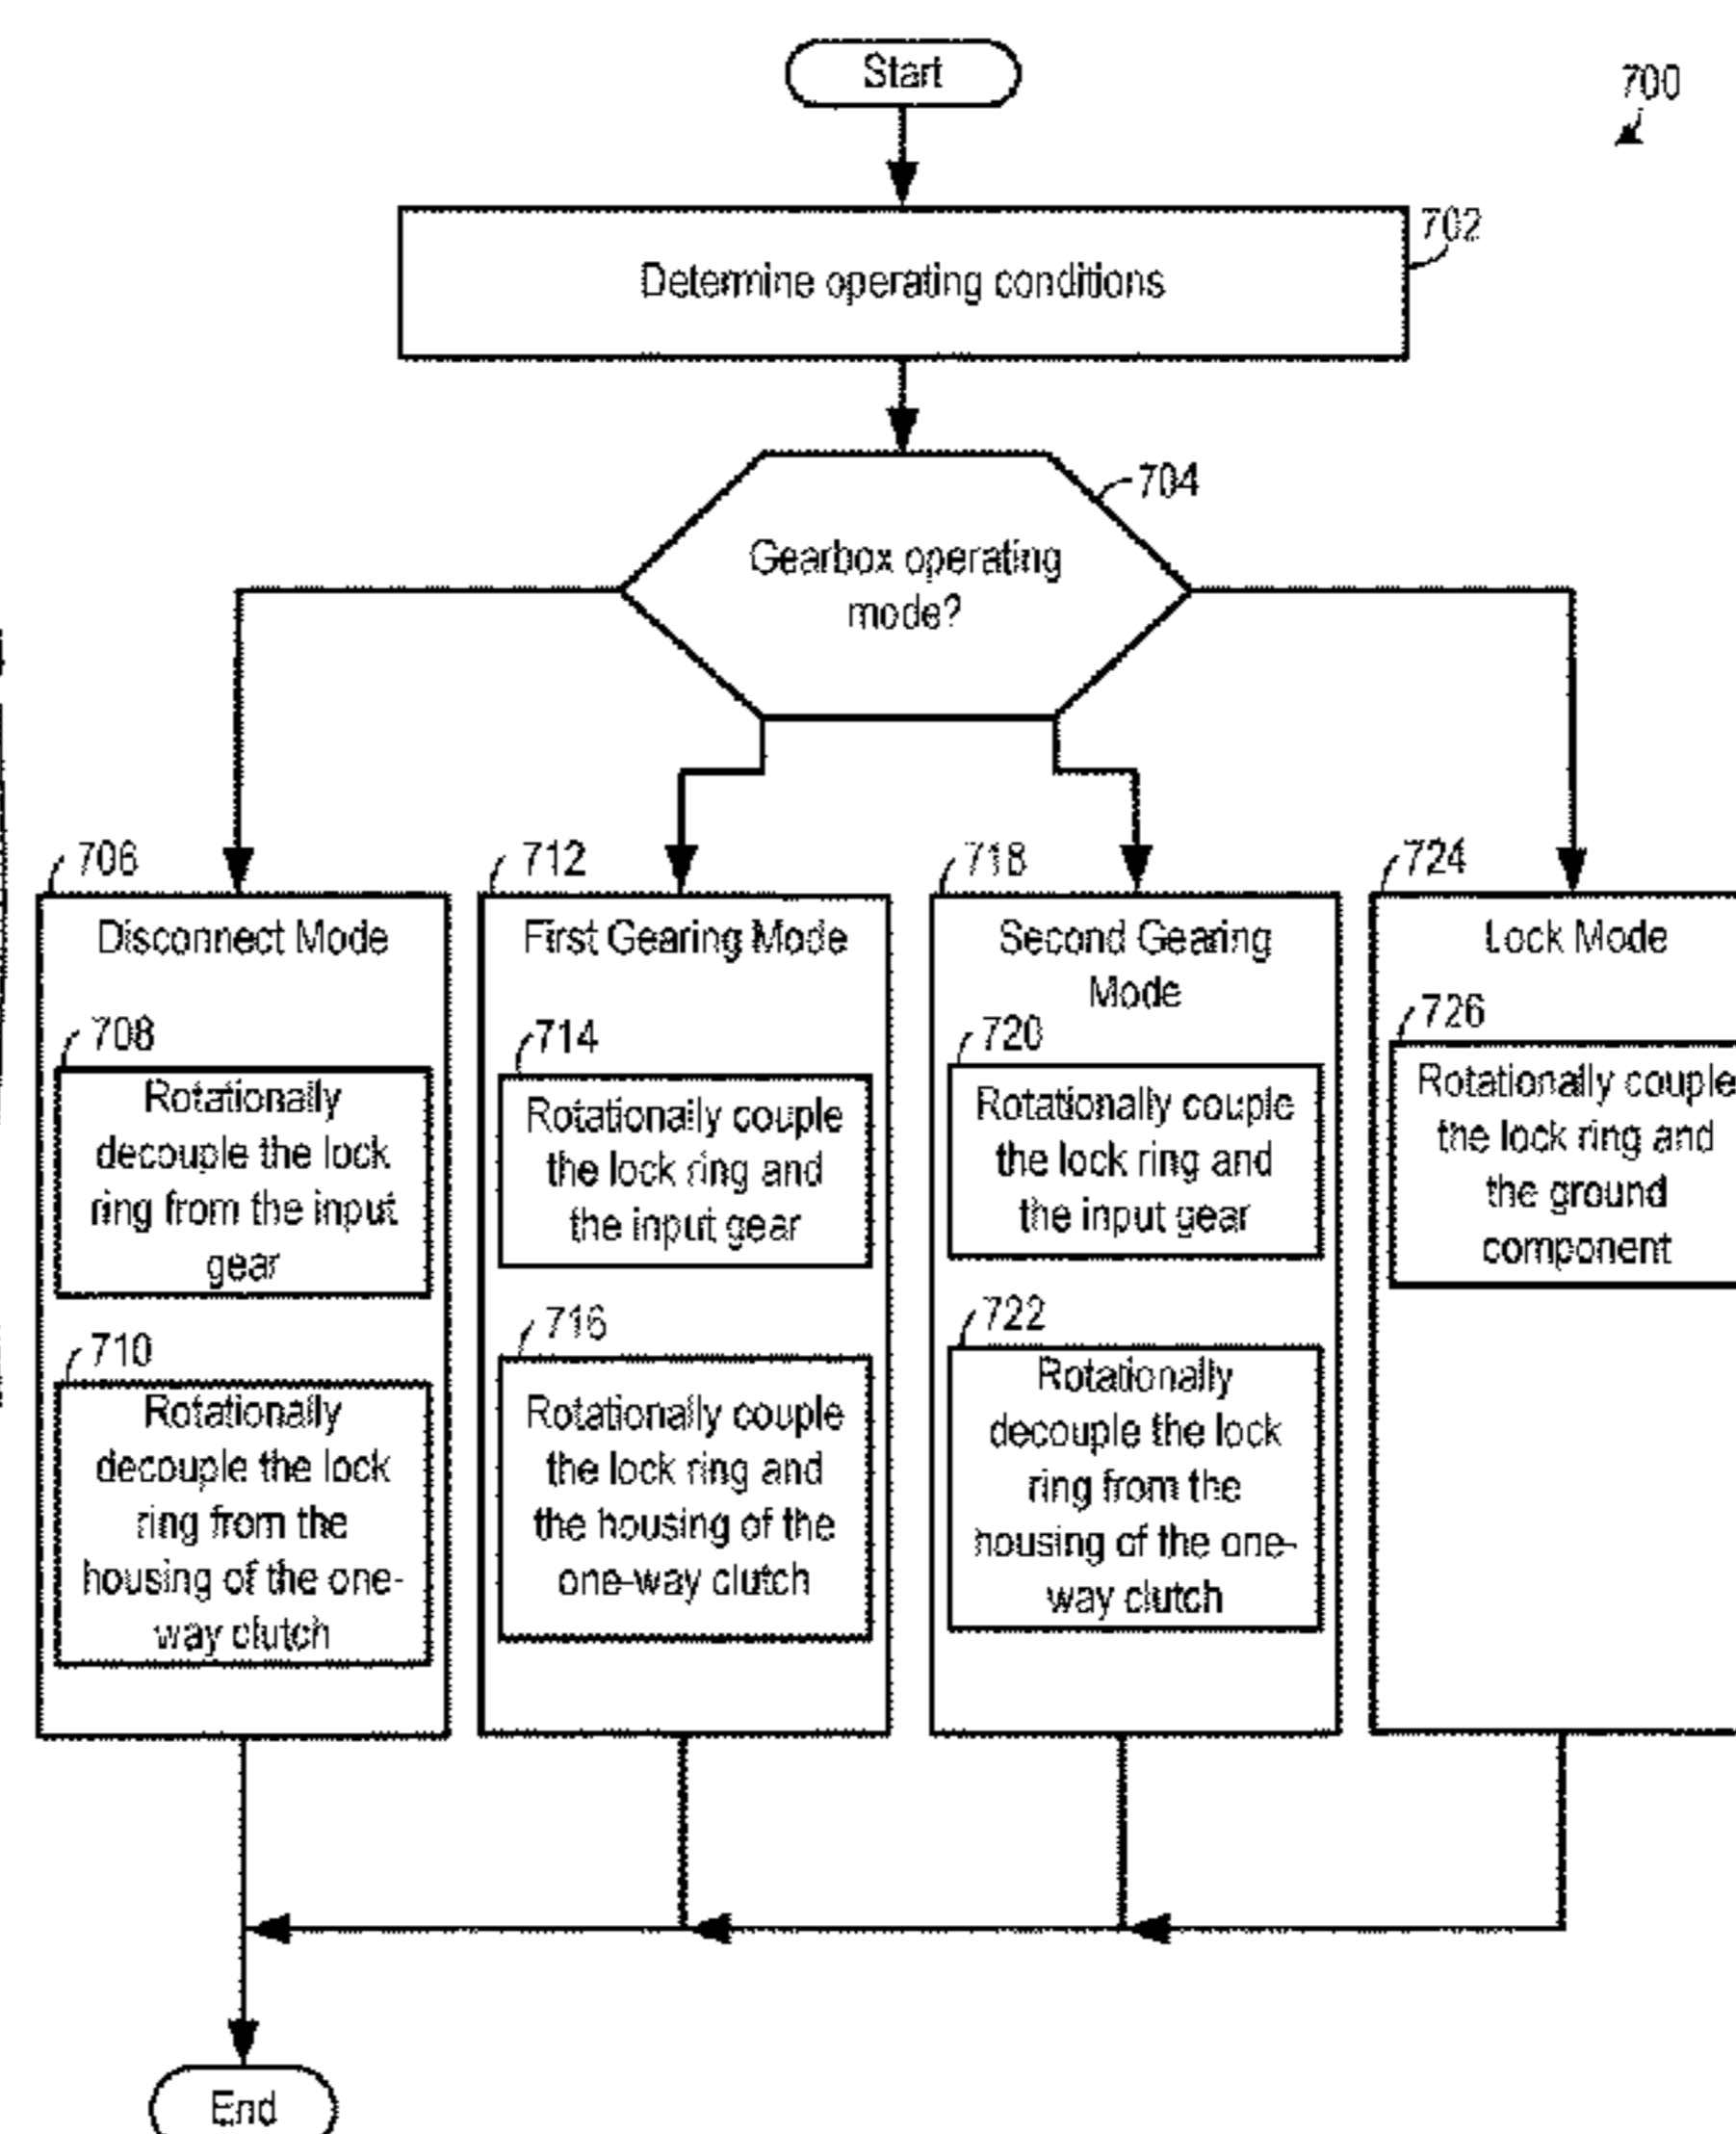 Start
700
702
Determine operating conditions
704
Gearbox operating
mode?
706
Disconnect Mode
708
Rotationally
decouple the lock
ring from the input
gear
710
Rotationally
decouple the lock
ring from the
housing of the one-
way clutch
712
First Gearing Mode
714
Rotationally couple
the lock ring and
the input gear
716
Rotationally couple
the lock ring and
the housing of the
one-way clutch
718
Second Gearing
Mode
720
Rotationally couple
the lock ring and
the input gear
722
Rotationally
decouple the lock
ring from the
housing of the one-
way clutch
724
Lock Mode
726
Rotationally couple
the lock ring and
the ground
component
End